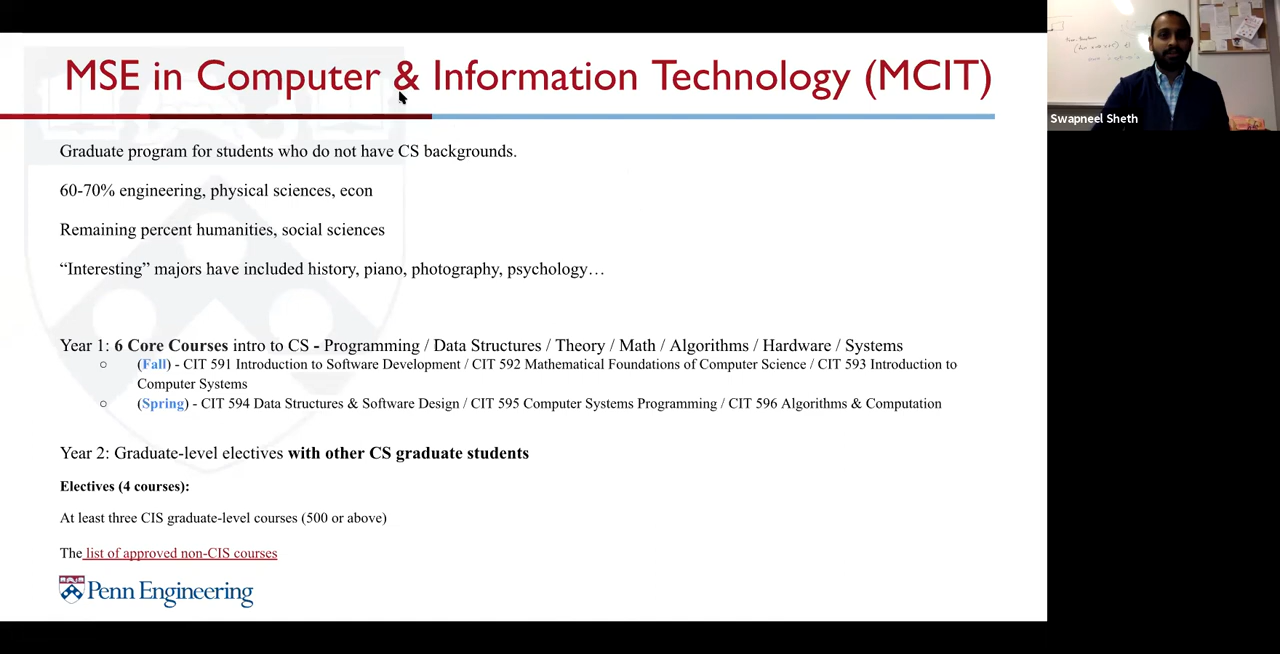 MSE in Computer & Information Technology (MCIT)
Graduate program for students who do not have CS backgrounds.
60-70% engineering, physical sciences, econ
Remaining percent humanities, social sciences
“Interesting” majors have included history, piano, photography, psychology…
Year 1: 6 Core Courses intro to CS - Programming / Data Structures / Theory / Math / Algorithms / Hardware / Systems
(Fall) - CIT 591 Introduction to Software Development / CIT 592 Mathematical Foundations of Computer Science / CIT 593 Introduction to
Computer Systems
(Spring) - CIT 594 Data Structures & Software Design / CIT 595 Computer Systems Programming / CIT 596 Algorithms & Computation
Year 2: Graduate-level electives with other CS graduate students
Electives (4 courses):
At least three CIS graduate-level courses (500 or above)
The list of approved non-CIS courses
Penn Engineering
Swapneel Sheth